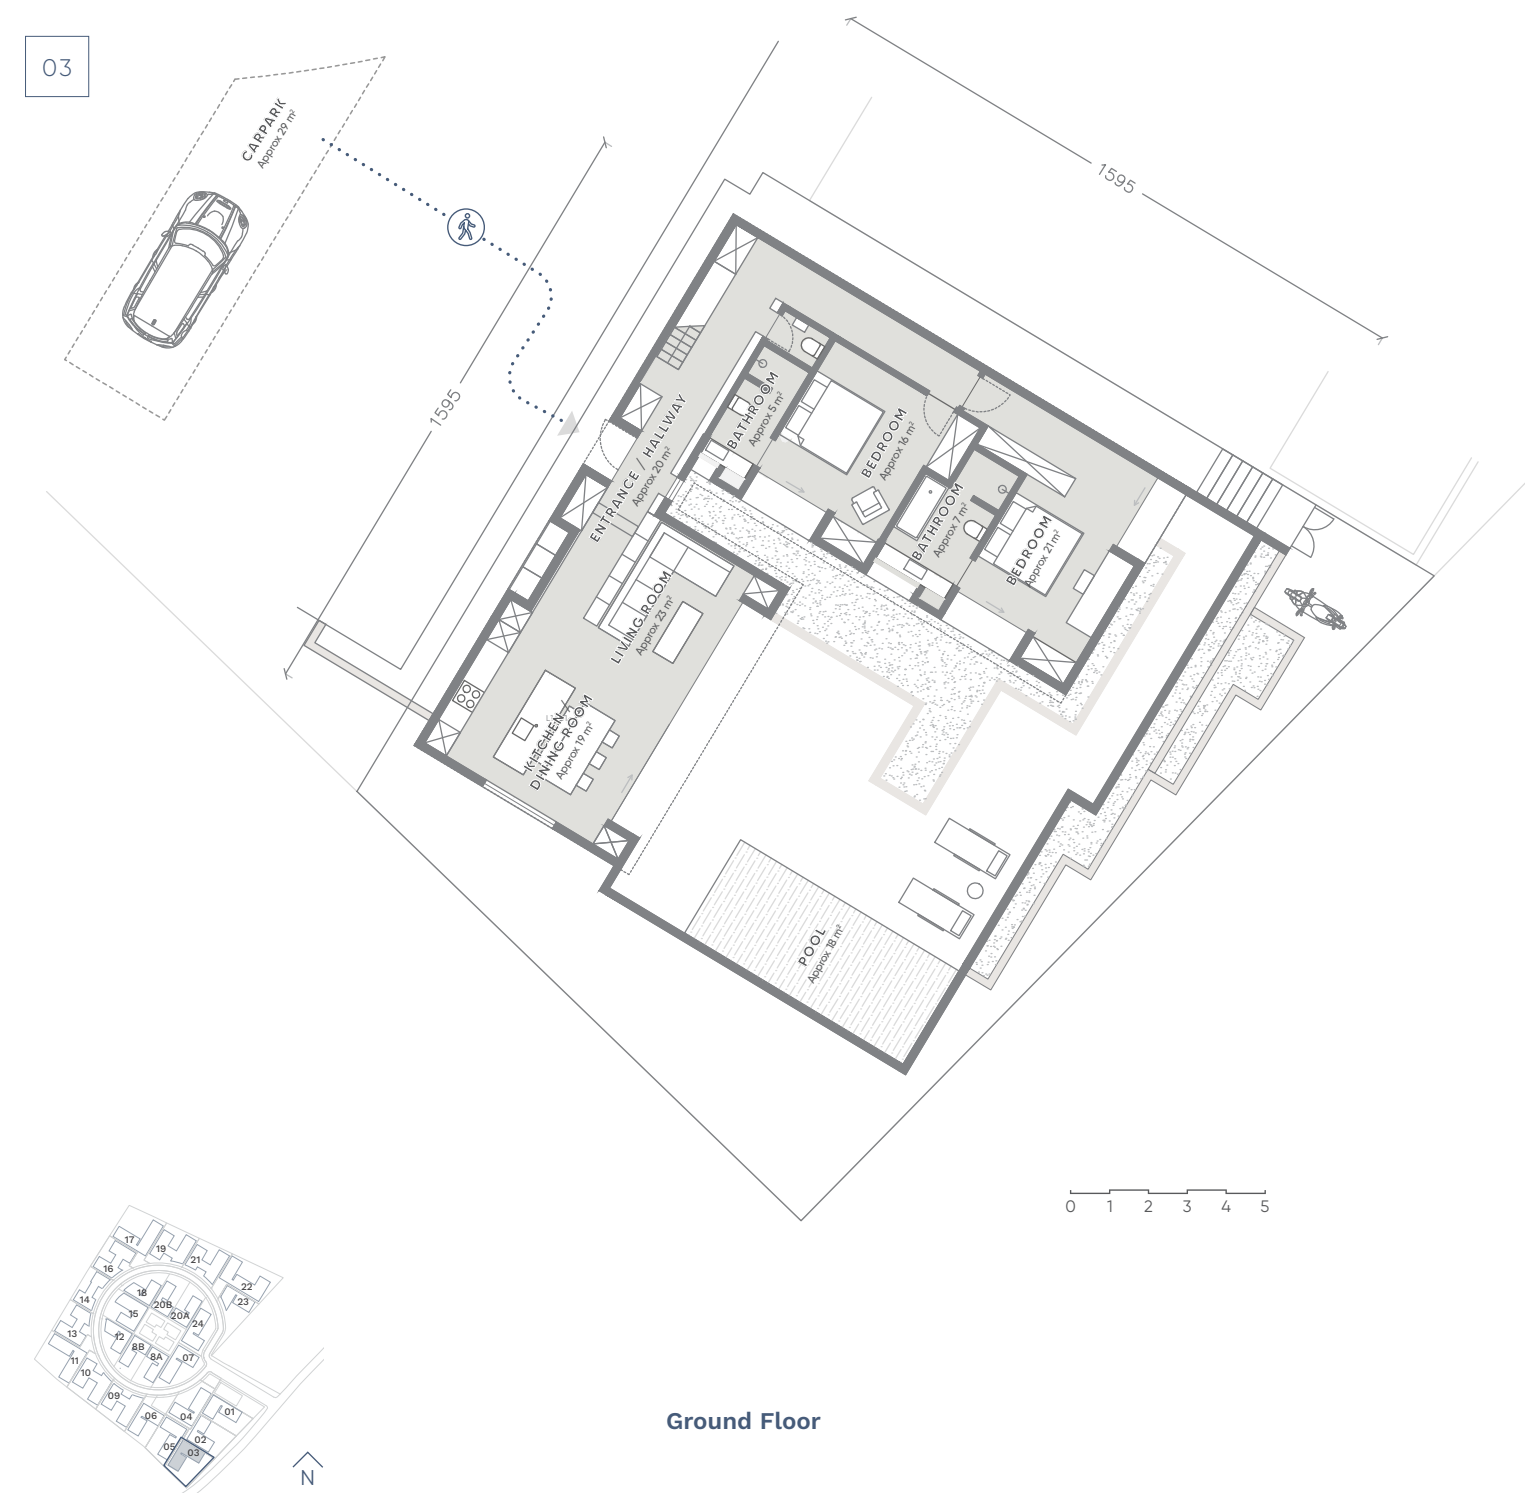 03
CARPARK
Approx 29 m²
1595
1595
ENTRANCE / HALLWAY
Approx 20 m²
BATHROOM
Approx 5 m²
BEDROOM
Approx 16 m²
BATHROOM
Approx 7 m²
BEDROOM
Approx 21 m²
LIVING ROOM
Approx 23 m²
KITCHEN /
DINING ROOM
Approx 19 m²
POOL
Approx 18 m²
0 1 2 3 4 5
17
19
21
16
22
18
20B
23
14
15
20A
24
13
12
8B
8A
07
11
10
09
06
04
01
05
02
03
N
Ground Floor